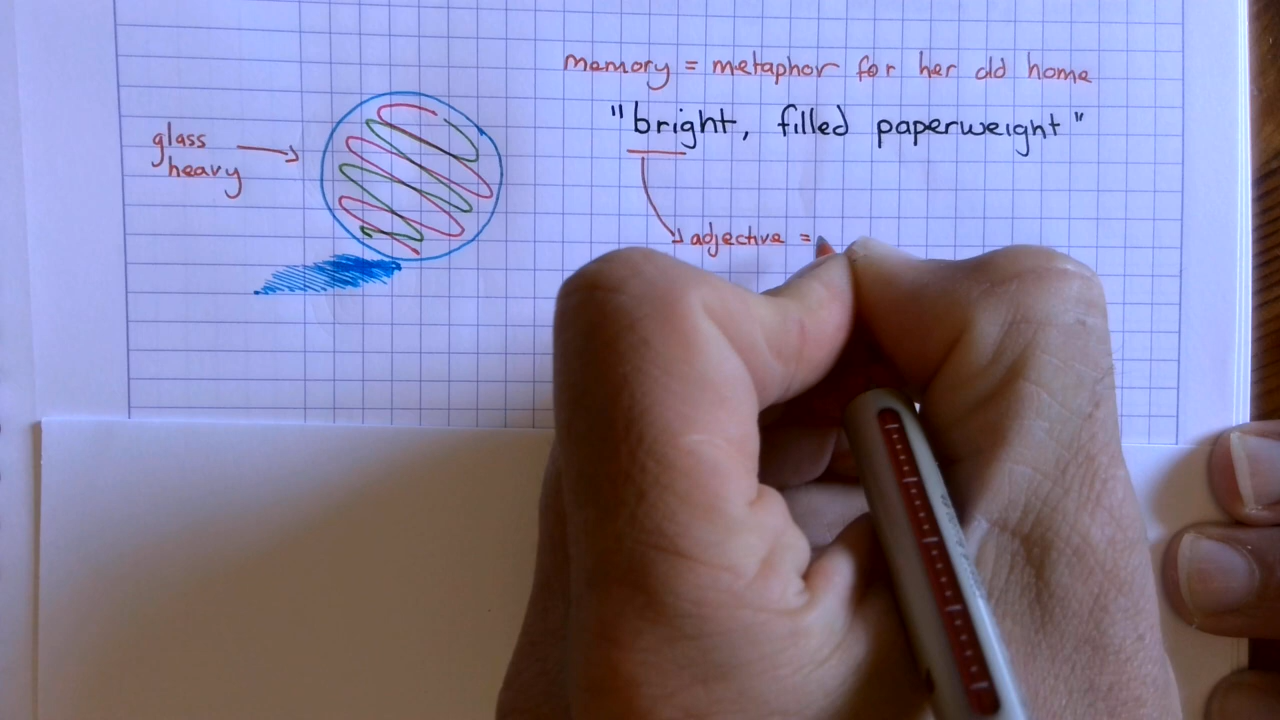 memory = metaphor for her old home
"bright, filled paperweight"
glass
heavy
adjective =